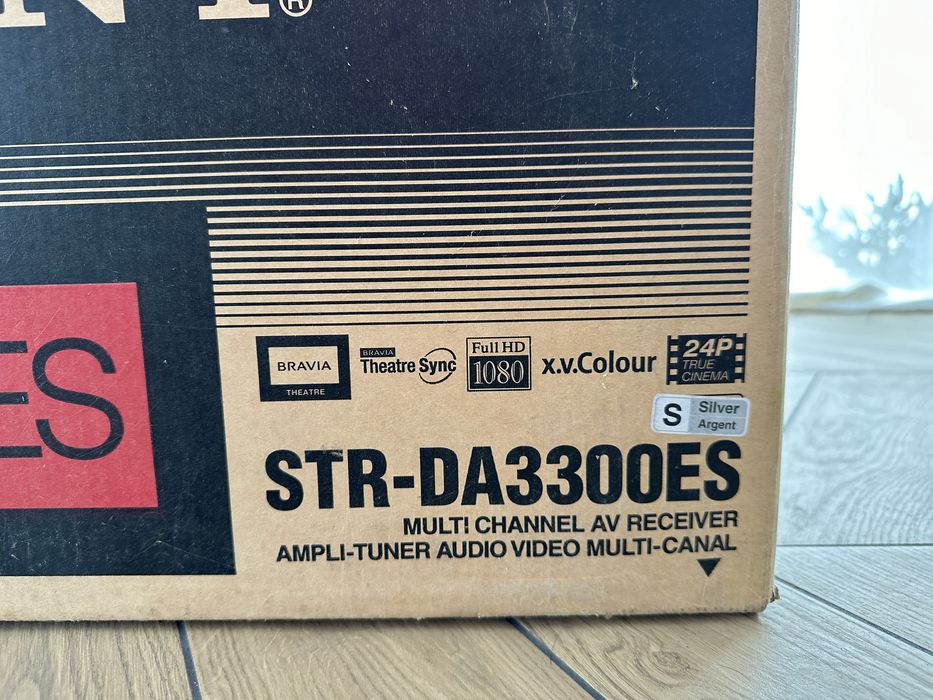 ®
ES
BRAVIA
THEATRE
BRAVIA
Theatre Sync
Full HD
1080
x.v.Colour
24P
TRUE
CINEMA
S Silver
Argent
STR-DA3300ES
MULTI CHANNEL AV RECEIVER
AMPLI-TUNER AUDIO VIDEO MULTI-CANAL